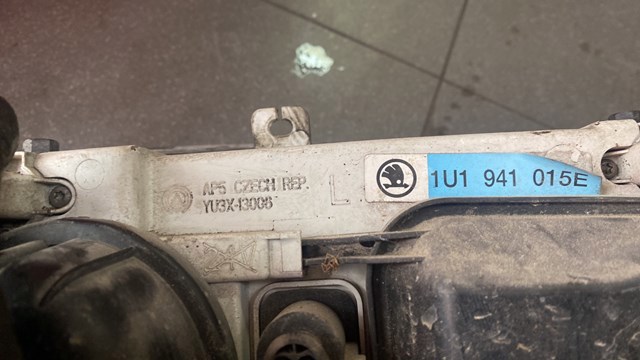 AP5 CZECH REP.
YU3X-13006
L
1U1 941 015E